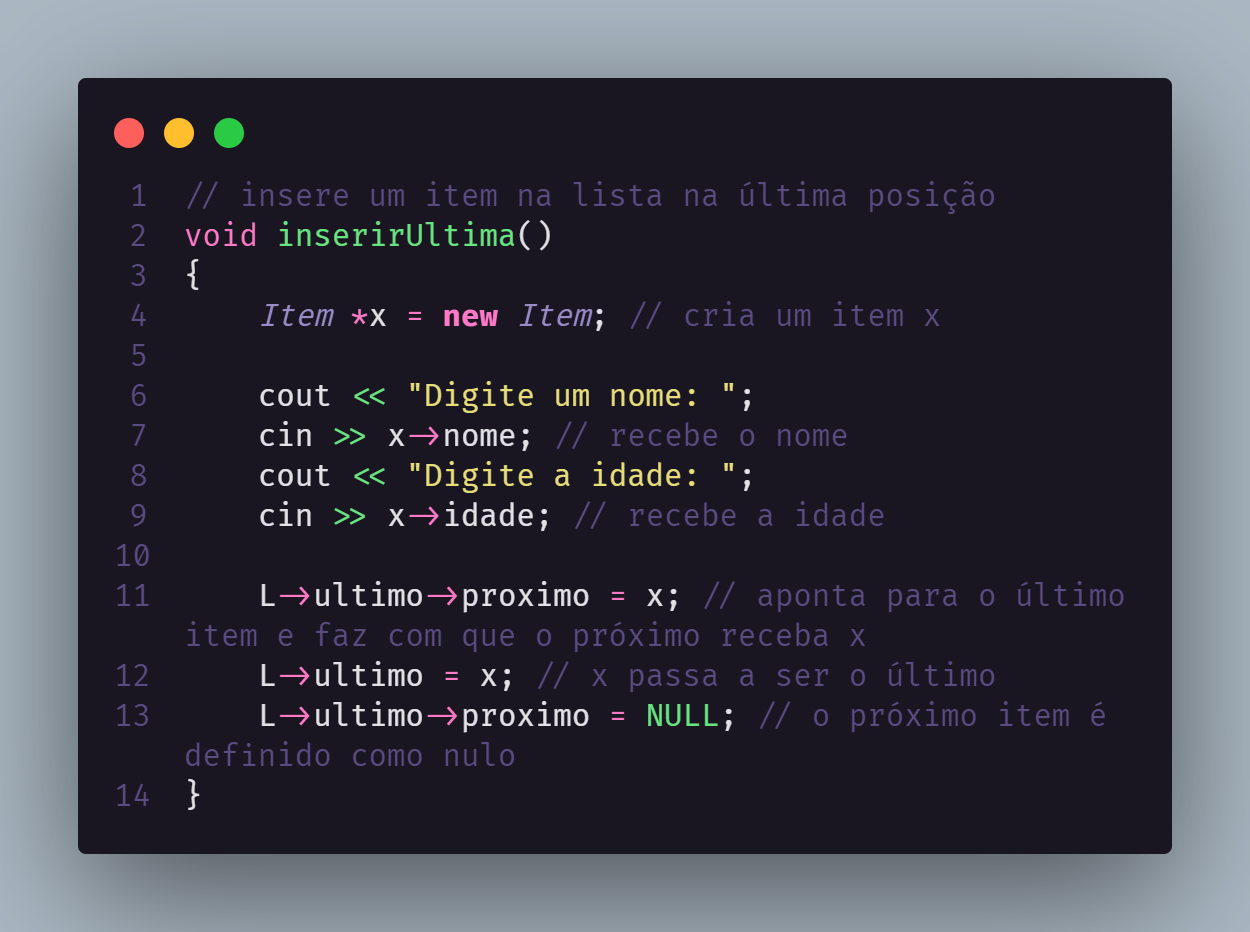 1 // insere um item na lista na última posição
2 void inserirUltima()
3 {
4 Item *x = new Item; // cria um item x
5
6 cout << "Digite um nome: ";
7 cin >> x->nome; // recebe o nome
8 cout << "Digite a idade: ";
9 cin >> x->idade; // recebe a idade
10
11 L->ultimo->proximo = x; // aponta para o último
item e faz com que o próximo receba x
12 L->ultimo = x; // x passa a ser o último
13 L->ultimo->proximo = NULL; // o próximo item é
definido como nulo
14 }